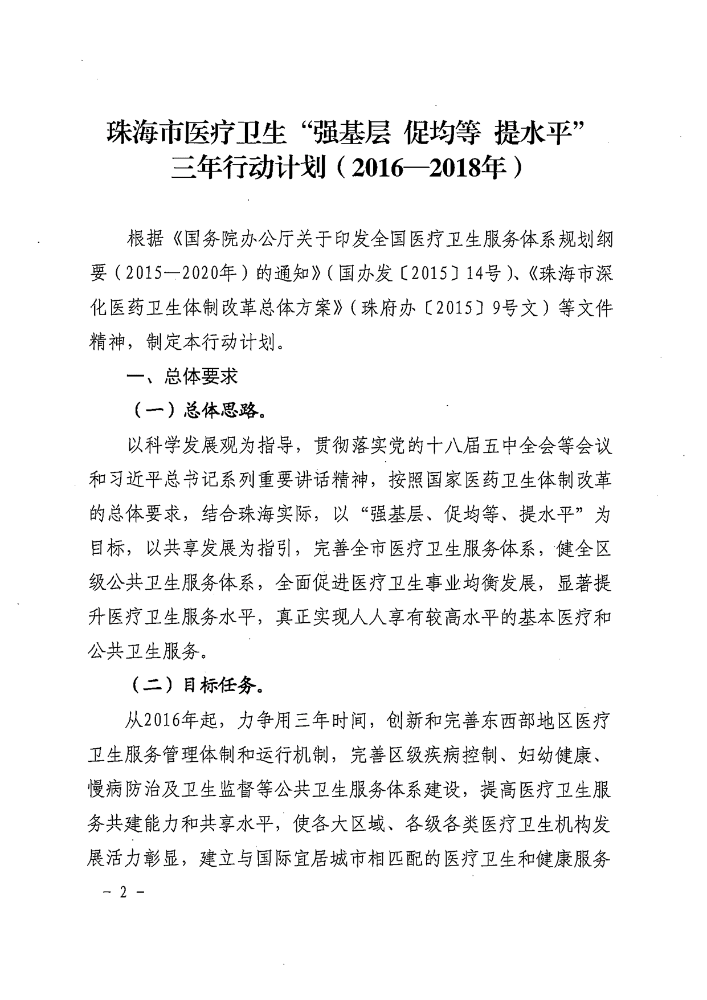 珠海市医疗卫生“强基层 促均等 提水平”
三年行动计划（2016—2018年）
根据《国务院办公厅关于印发全国医疗卫生服务体系规划纲
要（2015—2020年）的通知》（国办发〔2015〕14号）、《珠海市深
化医药卫生体制改革总体方案》（珠府办〔2015〕9号文）等文件
精神，制定本行动计划。
一、总体要求
（一）总体思路。
以科学发展观为指导，贯彻落实党的十八届五中全会等会议
和习近平总书记系列重要讲话精神，按照国家医药卫生体制改革
的总体要求，结合珠海实际，以“强基层、促均等、提水平”为
目标，以共享发展为指引，完善全市医疗卫生服务体系，健全区
级公共卫生服务体系，全面促进医疗卫生事业均衡发展，显著提
升医疗卫生服务水平，真正实现人人享有较高水平的基本医疗和
公共卫生服务。
（二）目标任务。
从2016年起，力争用三年时间，创新和完善东西部地区医疗
卫生服务管理体制和运行机制，完善区级疾病控制、妇幼健康、
慢病防治及卫生监督等公共卫生服务体系建设，提高医疗卫生服
务共建能力和共享水平，使各大区域、各级各类医疗卫生机构发
展活力彰显，建立与国际宜居城市相匹配的医疗卫生和健康服务
- 2 -